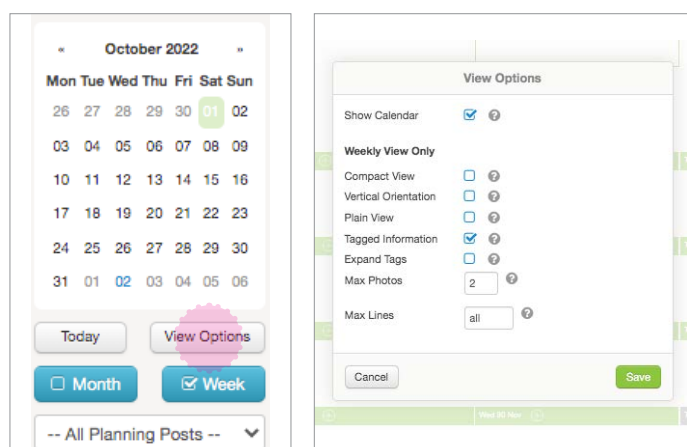 « October 2022 »
Mon Tue Wed Thu Fri Sat Sun
26 27 28 29 30 01 02
03 04 05 06 07 08 09
10 11 12 13 14 15 16
17 18 19 20 21 22 23
24 25 26 27 28 29 30
31 01 02 03 04 05 06
Today View Options
Month Week
-- All Planning Posts --
View Options
Show Calendar
Weekly View Only
Compact View
Vertical Orientation
Plain View
Tagged Information
Expand Tags
Max Photos 2
Max Lines all
Cancel Save
Wed 30 Nov